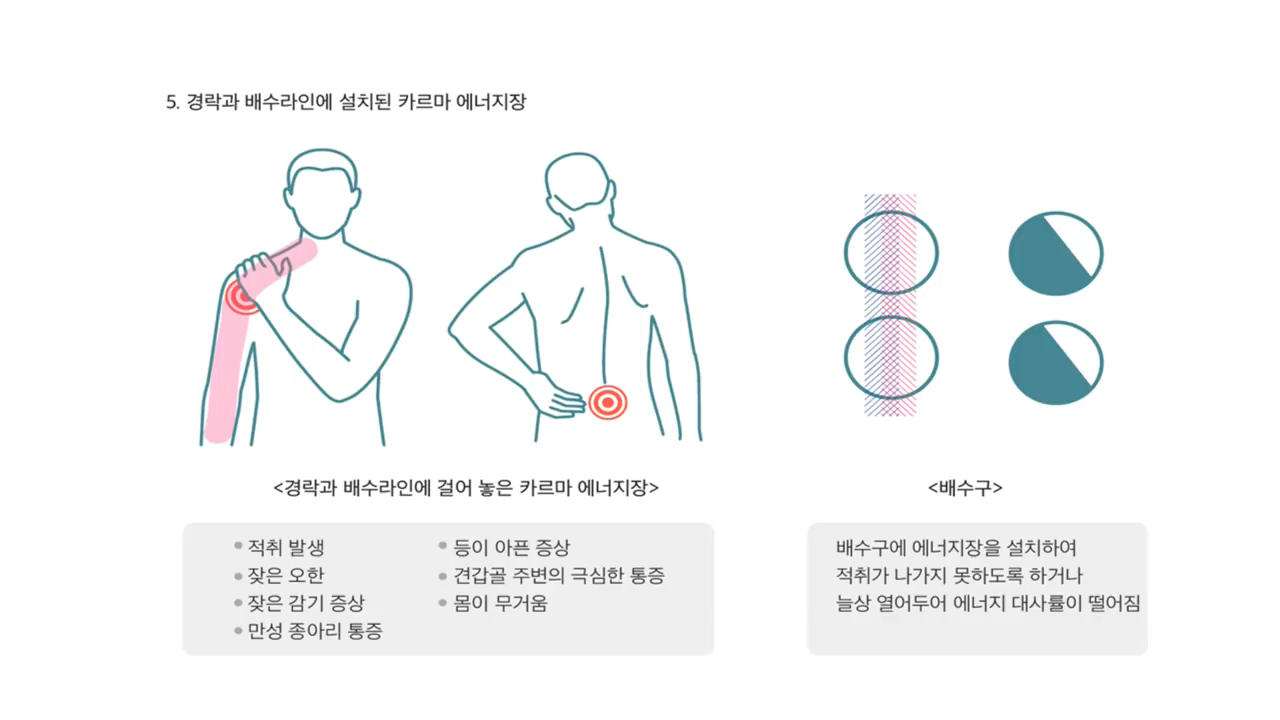 5. 경락과 배수라인에 설치된 카르마 에너지장
<경락과 배수라인에 걸어 놓은 카르마 에너지장>
적취 발생
잦은 오한
잦은 감기 증상
만성 종아리 통증
등이 아픈 증상
견갑골 주변의 극심한 통증
몸이 무거움
<배수구>
배수구에 에너지장을 설치하여
적취가 나가지 못하도록 하거나
늘상 열어두어 에너지 대사률이 떨어짐